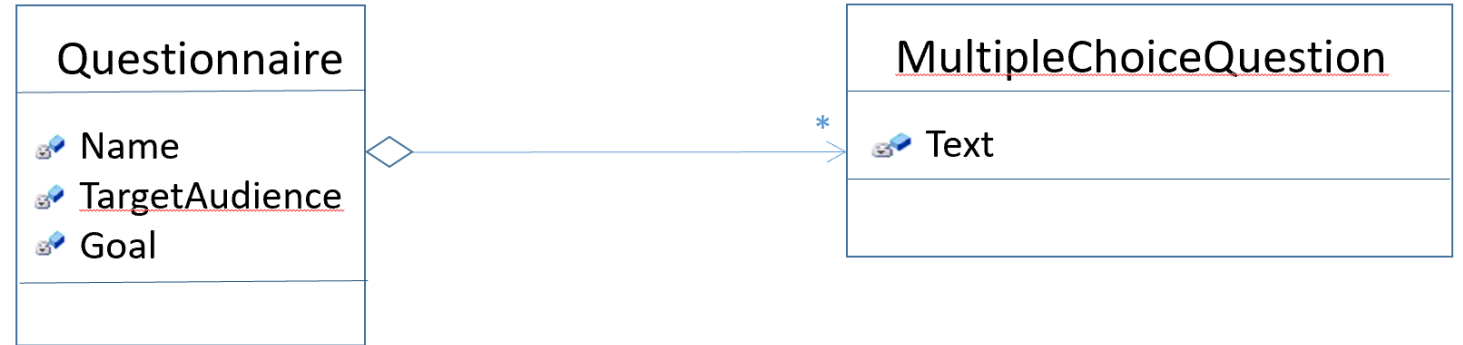 Questionnaire
Name
TargetAudience
Goal
*
MultipleChoiceQuestion
Text